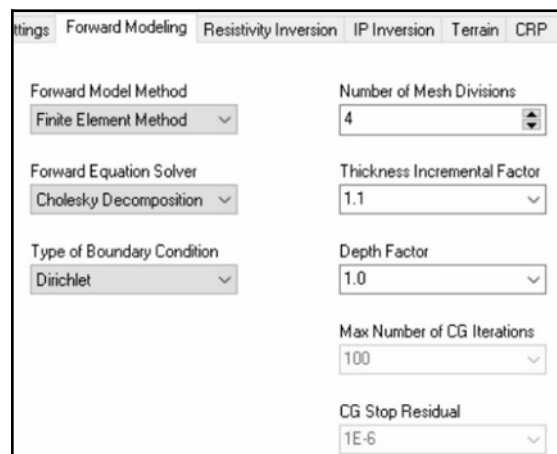 ttings Forward Modeling Resistivity Inversion IP Inversion Terrain CRP
Forward Model Method Number of Mesh Divisions
Finite Element Method 4
Forward Equation Solver Thickness Incremental Factor
Cholesky Decomposition 1.1
Type of Boundary Condition Depth Factor
Dirichlet 1.0
Max Number of CG Iterations
100
CG Stop Residual
1E-6